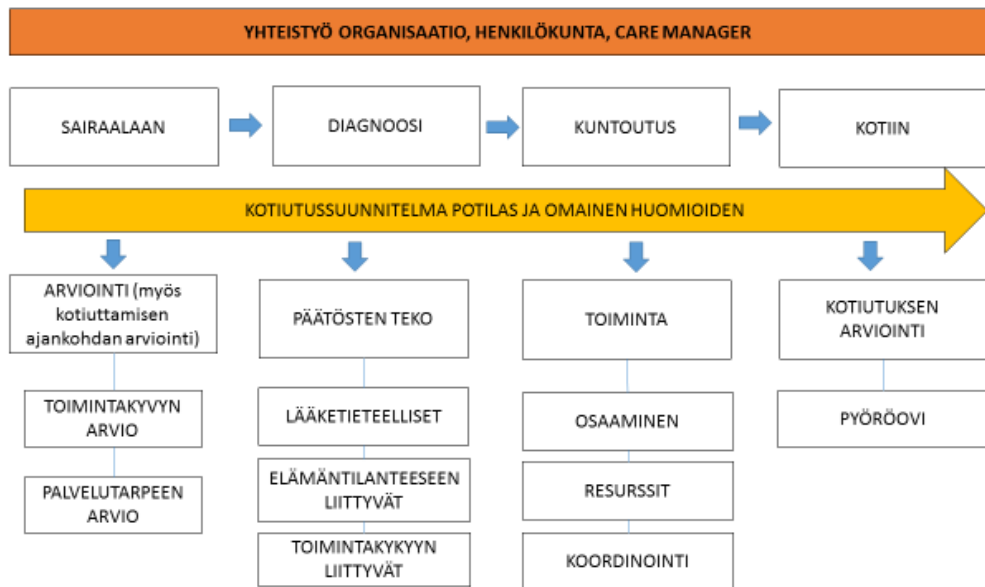 YHTEISTYÖ ORGANISAATIO, HENKILÖKUNTA, CARE MANAGER
SAIRAALAAN
DIAGNOOSI
KUNTOUTUS
KOTIIN
KOTIUTUSSUUNNITELMA POTILAS JA OMAINEN HUOMIOIDEN
ARVIOINTI (myös
kotiuttamisen
ajankohdan arviointi)
TOIMINTAKYVYN
ARVIO
PALVELUTARPEEN
ARVIO
PÄÄTÖSTEN TEKO
LÄÄKETIETEELLISET
ELÄMÄNTILANTEESEEN
LIITTYVÄT
TOIMINTAKYKYYN
LIITTYVÄT
TOIMINTA
OSAAMINEN
RESURSSIT
KOORDINOINTI
KOTIUTUKSEN
ARVIOINTI
PYÖRÖOVI